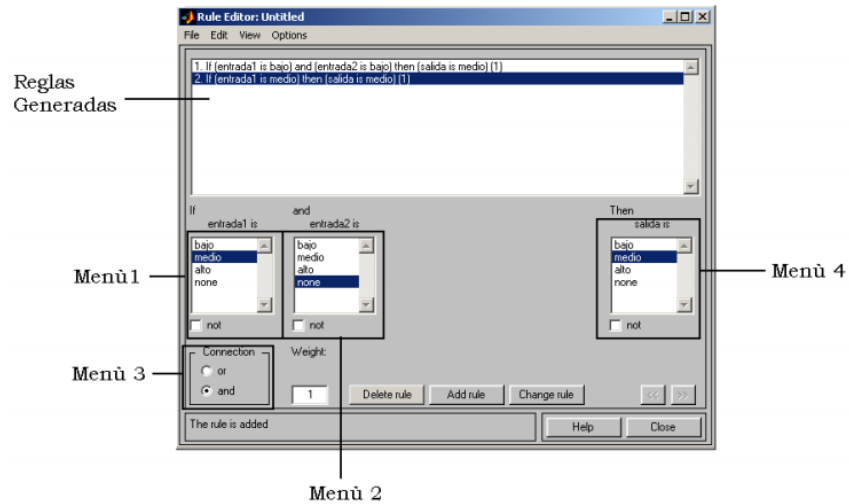 Rule Editor: Untitled
File Edit View Options
1. If (entrada1 is bajo) and (entrada2 is bajo) then (salida is medio) (1)
2. If (entrada1 is medio) then (salida is medio) (1)
Reglas
Generadas
If and Then
entrada1 is entrada2 is salida is
bajo bajo bajo
medio medio medio
alto alto alto
none none none
Menù1 Menù 4
not not not
Connection Weight:
or
Menù 3
and 1 Delete rule Add rule Change rule << >>
The rule is added Help Close
Menù 2